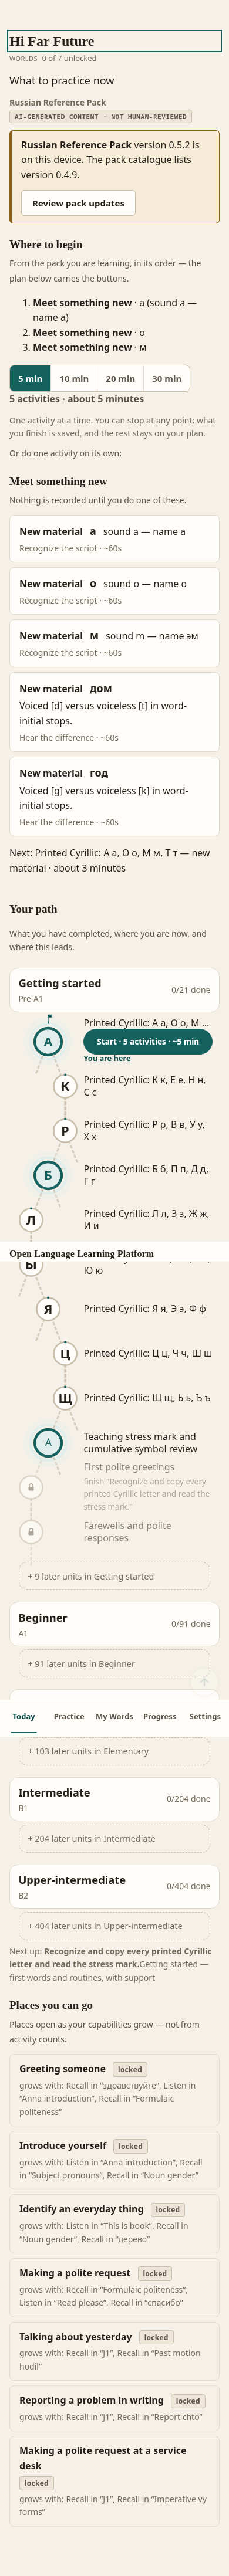 Hi Far Future
WORLDS 0 of 7 unlocked
What to practice now
Russian Reference Pack
AI-GENERATED CONTENT · NOT HUMAN-REVIEWED
Russian Reference Pack version 0.5.2 is
on this device. The pack catalogue lists
version 0.4.9.
Review pack updates
Where to begin
From the pack you are learning, in its order — the
plan below carries the buttons.
1. Meet something new · а (sound a —
name a)
2. Meet something new · о
3. Meet something new · м
5 min 10 min 20 min 30 min
5 activities · about 5 minutes
One activity at a time. You can stop at any point: what
you finish is saved, and the rest stays on your plan.
Or do one activity on its own:
Meet something new
Nothing is recorded until you do one of these.
New material а sound a — name a
Recognize the script · ~60s
New material о sound o — name o
Recognize the script · ~60s
New material м sound m — name эм
Recognize the script · ~60s
New material дом
Voiced [d] versus voiceless [t] in word-
initial stops.
Hear the difference · ~60s
New material год
Voiced [g] versus voiceless [k] in word-
initial stops.
Hear the difference · ~60s
Next: Printed Cyrillic: А а, О о, М м, Т т — new
material · about 3 minutes
Your path
What you have completed, where you are now, and
where this leads.
Getting started
Pre-A1
0/21 done
Printed Cyrillic: А а, О о, М ...
А
Start · 5 activities · ~5 min
You are here
К
Printed Cyrillic: К к, Е е, Н н,
С с
Р
Printed Cyrillic: Р р, В в, У у,
Х х
Б
Printed Cyrillic: Б б, П п, Д д,
Г г
Л
Printed Cyrillic: Л л, З з, Ж ж,
И и
Open Language Learning Platform
Ы
Ю ю
Я
Printed Cyrillic: Я я, Э э, Ф ф
Ц
Printed Cyrillic: Ц ц, Ч ч, Ш ш
Щ
Printed Cyrillic: Щ щ, Ь ь, Ъ ъ
A
Teaching stress mark and
cumulative symbol review
First polite greetings
finish "Recognize and copy every
printed Cyrillic letter and read the
stress mark."
Farewells and polite
responses
+ 9 later units in Getting started
Beginner
A1
0/91 done
+ 91 later units in Beginner
Today Practice My Words Progress Settings
+ 103 later units in Elementary
Intermediate
B1
0/204 done
+ 204 later units in Intermediate
Upper-intermediate
B2
0/404 done
+ 404 later units in Upper-intermediate
Next up: Recognize and copy every printed Cyrillic
letter and read the stress mark.Getting started —
first words and routines, with support
Places you can go
Places open as your capabilities grow — not from
activity counts.
Greeting someone locked
grows with: Recall in “здравствуйте”, Listen in
“Anna introduction”, Recall in “Formulaic
politeness”
Introduce yourself locked
grows with: Listen in “Anna introduction”, Recall
in “Subject pronouns”, Recall in “Noun gender”
Identify an everyday thing locked
grows with: Listen in “This is book”, Recall in
“Noun gender”, Recall in “дерево”
Making a polite request locked
grows with: Recall in “Formulaic politeness”,
Listen in “Read please”, Recall in “спасибо”
Talking about yesterday locked
grows with: Recall in “J1”, Recall in “Past motion
hodil”
Reporting a problem in writing locked
grows with: Recall in “J1”, Recall in “Report chto”
Making a polite request at a service
desk
locked
grows with: Recall in “J1”, Recall in “Imperative vy
forms”